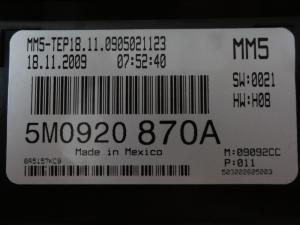 MM5-TEP18.11.0905021123
18.11.2009 07:52:40
MM5
SW:0021
HW:H08
5M0920 870A
Made in Mexico
M:09092CC
P:011